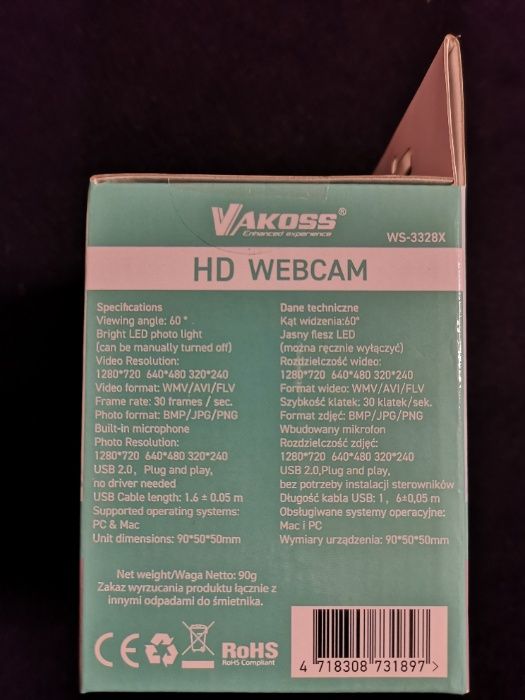 VAKOSS®
Enhanced experience
WS-3328X
HD WEBCAM
Specifications
Viewing angle: 60 °
Bright LED photo light
(can be manually turned off)
Video Resolution:
1280*720 640*480 320*240
Video format: WMV/AVI/FLV
Frame rate: 30 frames / sec.
Photo format: BMP/JPG/PNG
Built-in microphone
Photo Resolution:
1280*720 640*480 320*240
USB 2.0, Plug and play,
no driver needed
USB Cable length: 1.6 ± 0.05 m
Supported operating systems:
PC & Mac
Unit dimensions: 90*50*50mm
Dane techniczne
Kąt widzenia:60°
Jasny flesz LED
(można ręcznie wyłączyć)
Rozdzielczość wideo:
1280*720 640*480 320*240
Format wideo: WMV/AVI/FLV
Szybkość klatek: 30 klatek/sek.
Format zdjęć: BMP/JPG/PNG
Wbudowany mikrofon
Rozdzielczość zdjęć:
1280*720 640*480 320*240
USB 2.0,Plug and play,
bez potrzeby instalacji sterowników
Długość kabla USB: 1, 6±0,05 m
Obsługiwane systemy operacyjne:
Mac i PC
Wymiary urządzenia: 90*50*50mm
Net weight/Waga Netto: 90g
Zakaz wyrzucania produktu łącznie z
innymi odpadami do śmietnika.
CE
RoHS
RoHS Compliant
4 718308 731897 >